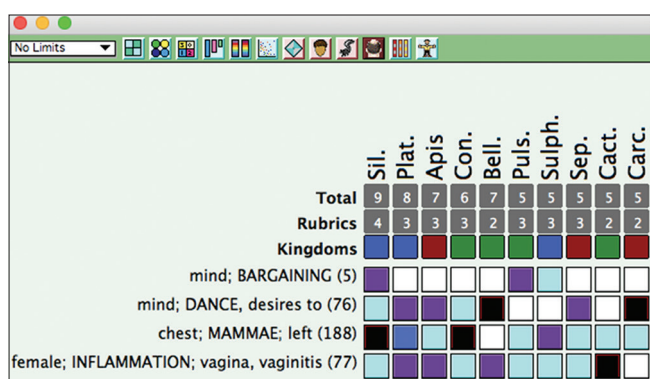 No Limits
Sil. Plat. Apis Con. Bell. Puls. Sulph. Sep. Cact. Carc.
Total 9 8 7 6 7 5 5 5 5 5
Rubrics 4 3 3 3 2 3 3 3 2 2
Kingdoms
mind; BARGAINING (5)
mind; DANCE, desires to (76)
chest; MAMMAE; left (188)
female; INFLAMMATION; vagina, vaginitis (77)